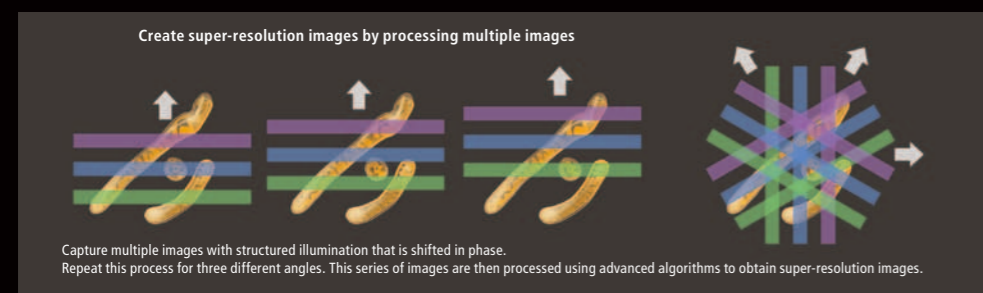 Create super-resolution images by processing multiple images
Capture multiple images with structured illumination that is shifted in phase.
Repeat this process for three different angles. This series of images are then processed using advanced algorithms to obtain super-resolution images.